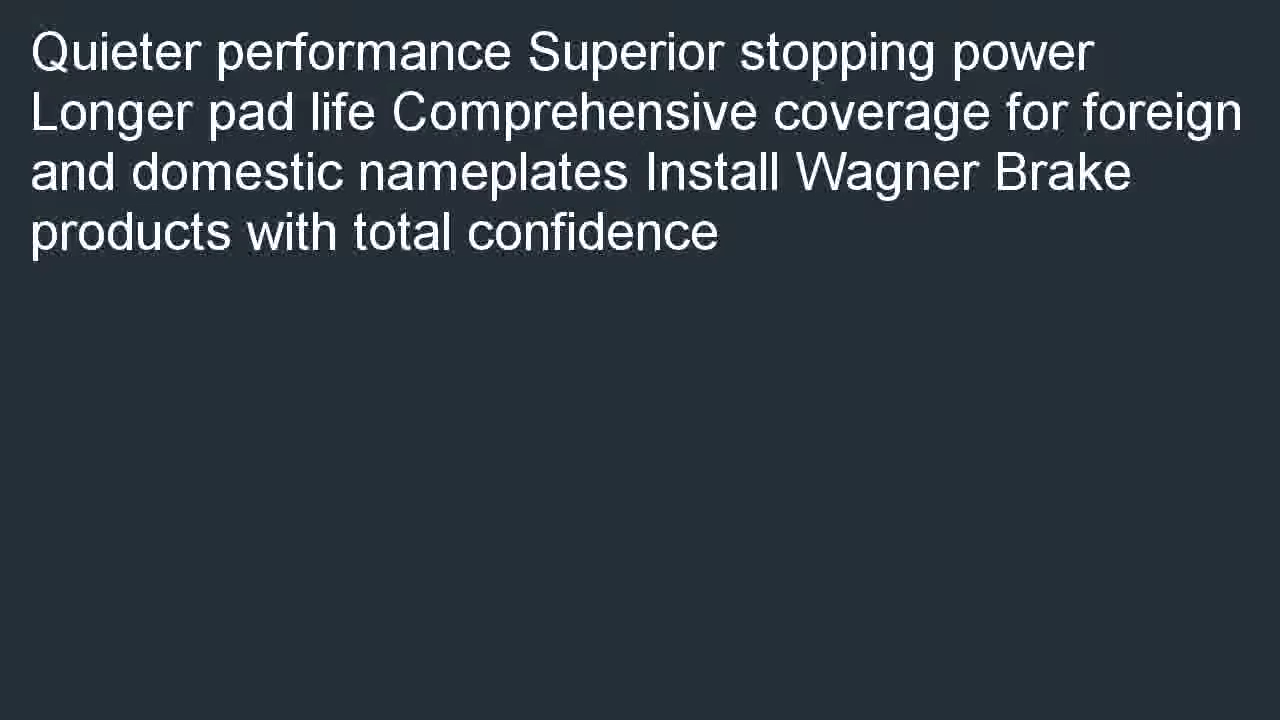 Quieter performance Superior stopping power
Longer pad life Comprehensive coverage for foreign
and domestic nameplates Install Wagner Brake
products with total confidence